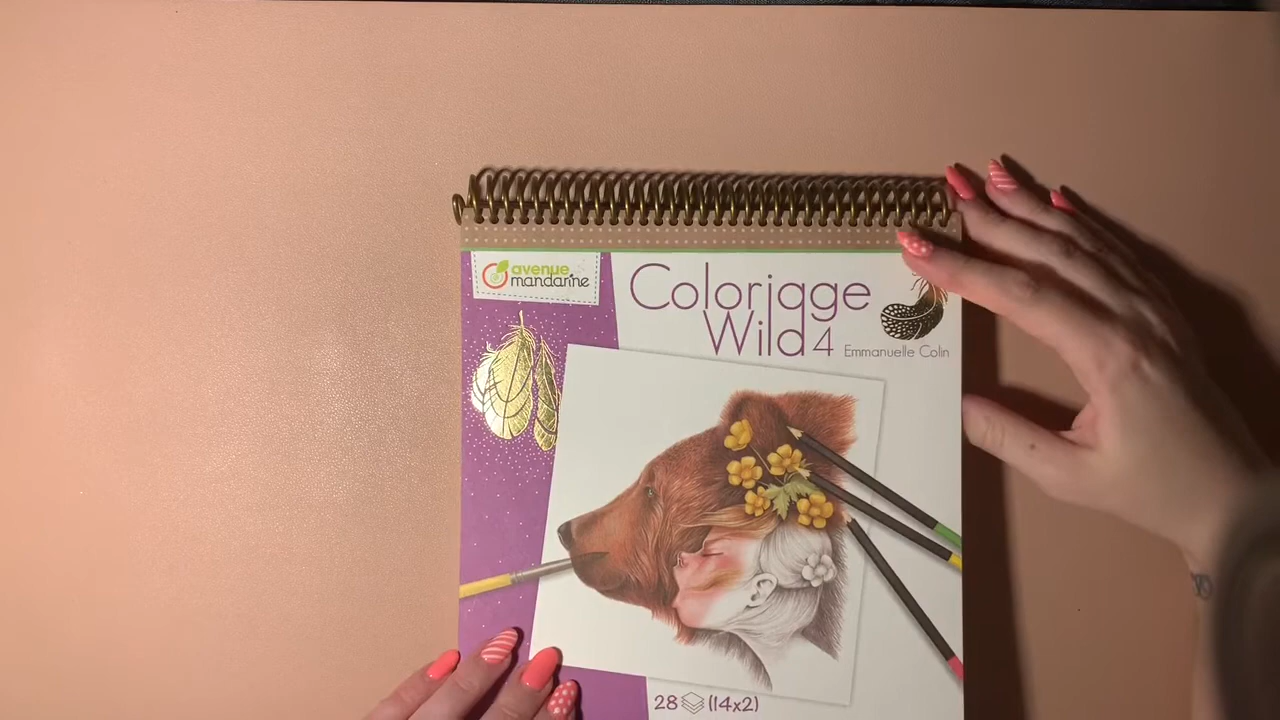 avenue
mandarine
Coloriage
Wild 4
Emmanuelle Colin
28 (14x2)